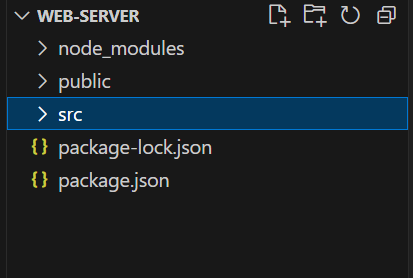 WEB-SERVER
node_modules
public
src
{} package-lock.json
{} package.json